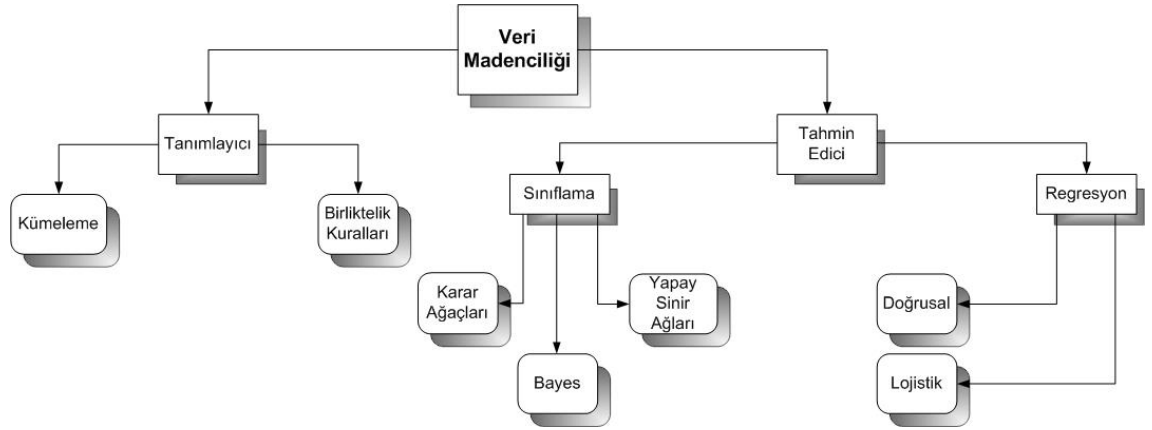 Veri
Madenciliği
Tanımlayıcı
Tahmin
Edici
Kümeleme
Birliktelik
Kuralları
Sınıflama
Regresyon
Karar
Ağaçları
Yapay
Sinir
Ağları
Bayes
Doğrusal
Lojistik